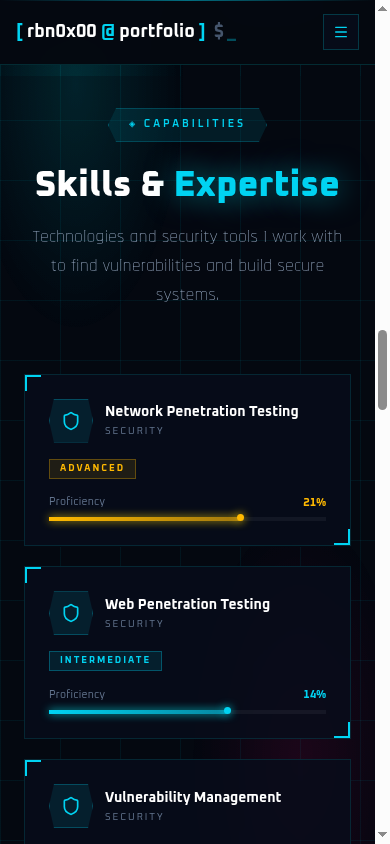 [ rbn0x00 @ portfolio ] $_
◈ CAPABILITIES
Skills & Expertise
Technologies and security tools I work with
to find vulnerabilities and build secure
systems.
Network Penetration Testing
SECURITY
ADVANCED
Proficiency 21%
Web Penetration Testing
SECURITY
INTERMEDIATE
Proficiency 14%
Vulnerability Management
SECURITY